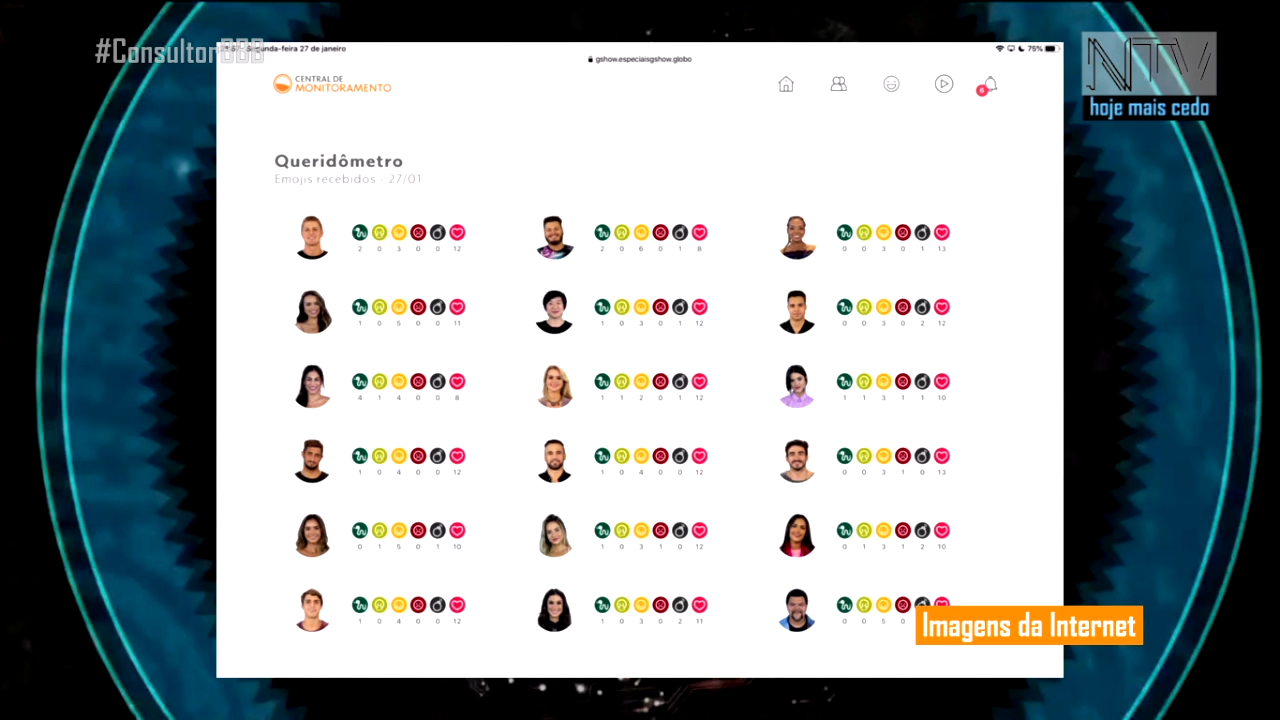 #ConsultorBBB
Segunda-feira 27 de janeiro
75%
gshow.especiaisgshow.globo
NTV
hoje mais cedo
CENTRAL DE
MONITORAMENTO
6
Queridômetro
Emojis recebidos - 27/01
2 0 3 0 0 12
2 0 6 0 1 8
0 0 3 0 1 13
1 0 5 0 0 11
1 0 3 0 1 12
0 0 3 0 2 12
4 1 4 0 0 8
1 1 2 0 1 12
1 1 3 1 1 10
1 0 4 0 0 12
1 0 4 0 0 12
0 0 3 1 0 13
0 1 5 0 1 10
1 0 3 1 0 12
0 1 3 1 2 10
1 0 4 0 0 12
1 0 3 0 2 11
0 0 5 0
Imagens da Internet